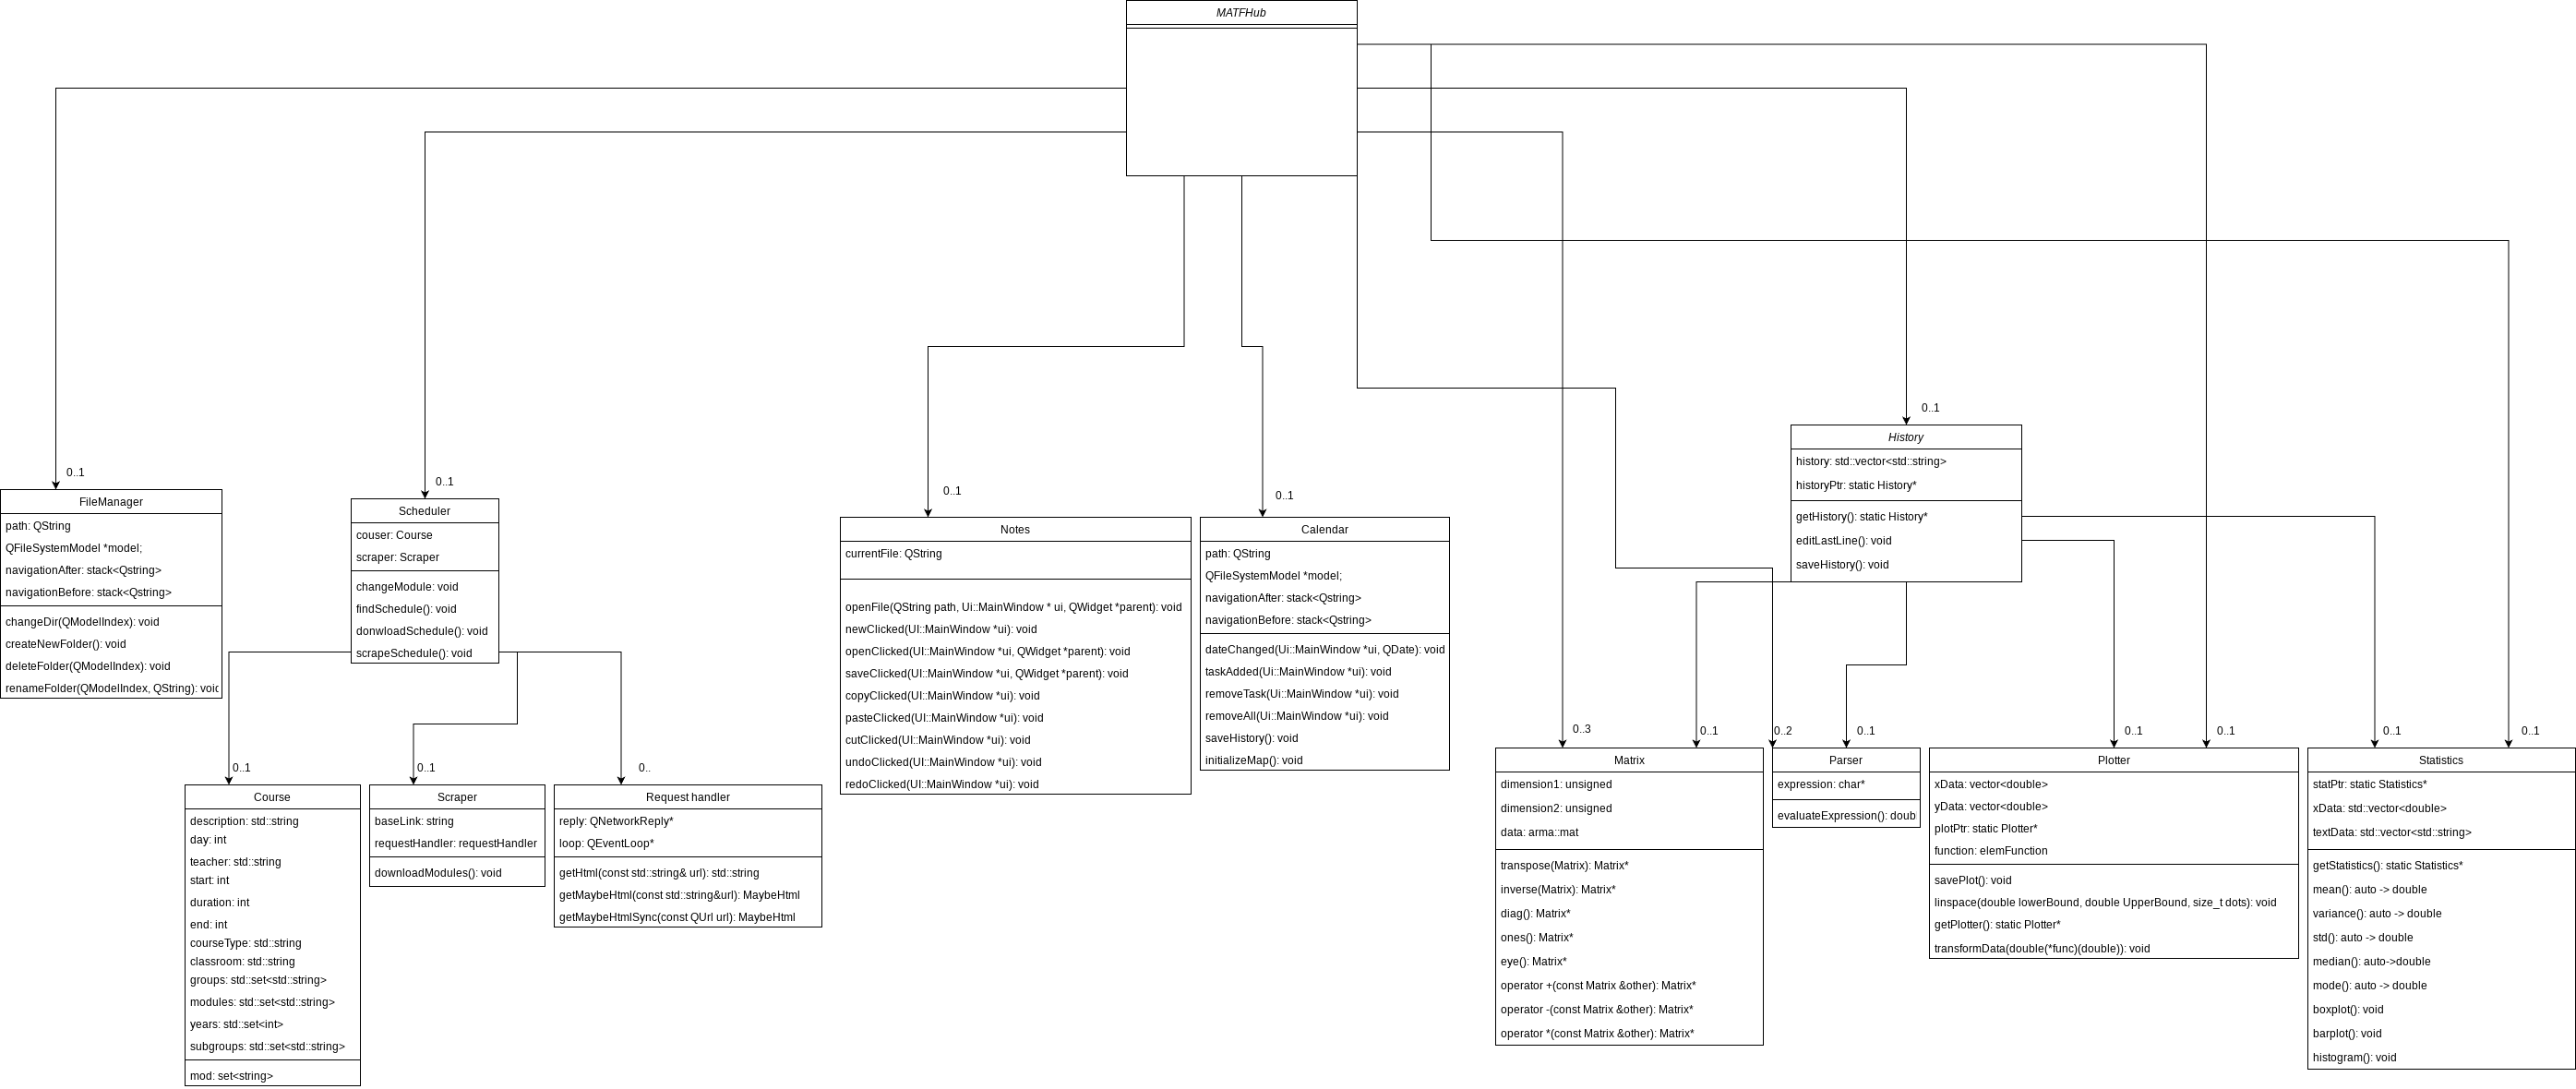 MATFHub
0..1
History
history: std::vector<std::string>
historyPtr: static History*
getHistory(): static History*
editLastLine(): void
saveHistory(): void
0..1
FileManager
path: QString
QFileSystemModel *model;
navigationAfter: stack<Qstring>
navigationBefore: stack<Qstring>
changeDir(QModelIndex): void
createNewFolder(): void
deleteFolder(QModelIndex): void
renameFolder(QModelIndex, QString): voic
0..1
Scheduler
couser: Course
scraper: Scraper
changeModule: void
findSchedule(): void
donwloadSchedule(): void
scrapeSchedule(): void
0..1
Notes
currentFile: QString
openFile(QString path, Ui::MainWindow * ui, QWidget *parent): void
newClicked(UI::MainWindow *ui): void
openClicked(UI::MainWindow *ui, QWidget *parent): void
saveClicked(UI::MainWindow *ui, QWidget *parent): void
copyClicked(UI::MainWindow *ui): void
pasteClicked(UI::MainWindow *ui): void
cutClicked(UI::MainWindow *ui): void
undoClicked(UI::MainWindow *ui): void
redoClicked(UI::MainWindow *ui): void
0..1
Calendar
path: QString
QFileSystemModel *model;
navigationAfter: stack<Qstring>
navigationBefore: stack<Qstring>
dateChanged(Ui::MainWindow *ui, QDate): void
taskAdded(Ui::MainWindow *ui): void
removeTask(Ui::MainWindow *ui): void
removeAll(Ui::MainWindow *ui): void
saveHistory(): void
initializeMap(): void
0..1
Course
description: std::string
day: int
teacher: std::string
start: int
duration: int
end: int
courseType: std::string
classroom: std::string
groups: std::set<std::string>
modules: std::set<std::string>
years: std::set<int>
subgroups: std::set<std::string>
mod: set<string>
0..1
Scraper
baseLink: string
requestHandler: requestHandler
downloadModules(): void
0..
Request handler
reply: QNetworkReply*
loop: QEventLoop*
getHtml(const std::string& url): std::string
getMaybeHtml(const std::string&url): MaybeHtml
getMaybeHtmlSync(const QUrl url): MaybeHtml
0..3
0..1
Matrix
dimension1: unsigned
dimension2: unsigned
data: arma::mat
transpose(Matrix): Matrix*
inverse(Matrix): Matrix*
diag(): Matrix*
ones(): Matrix*
eye(): Matrix*
operator +(const Matrix &other): Matrix*
operator -(const Matrix &other): Matrix*
operator *(const Matrix &other): Matrix*
0..2
0..1
Parser
expression: char*
evaluateExpression(): doub
0..1
0..1
Plotter
xData: vector<double>
yData: vector<double>
plotPtr: static Plotter*
function: elemFunction
savePlot(): void
linspace(double lowerBound, double UpperBound, size_t dots): void
getPlotter(): static Plotter*
transformData(double(*func)(double)): void
0..1
0..1
Statistics
statPtr: static Statistics*
xData: std::vector<double>
textData: std::vector<std::string>
getStatistics(): static Statistics*
mean(): auto -> double
variance(): auto -> double
std(): auto -> double
median(): auto->double
mode(): auto -> double
boxplot(): void
barplot(): void
histogram(): void